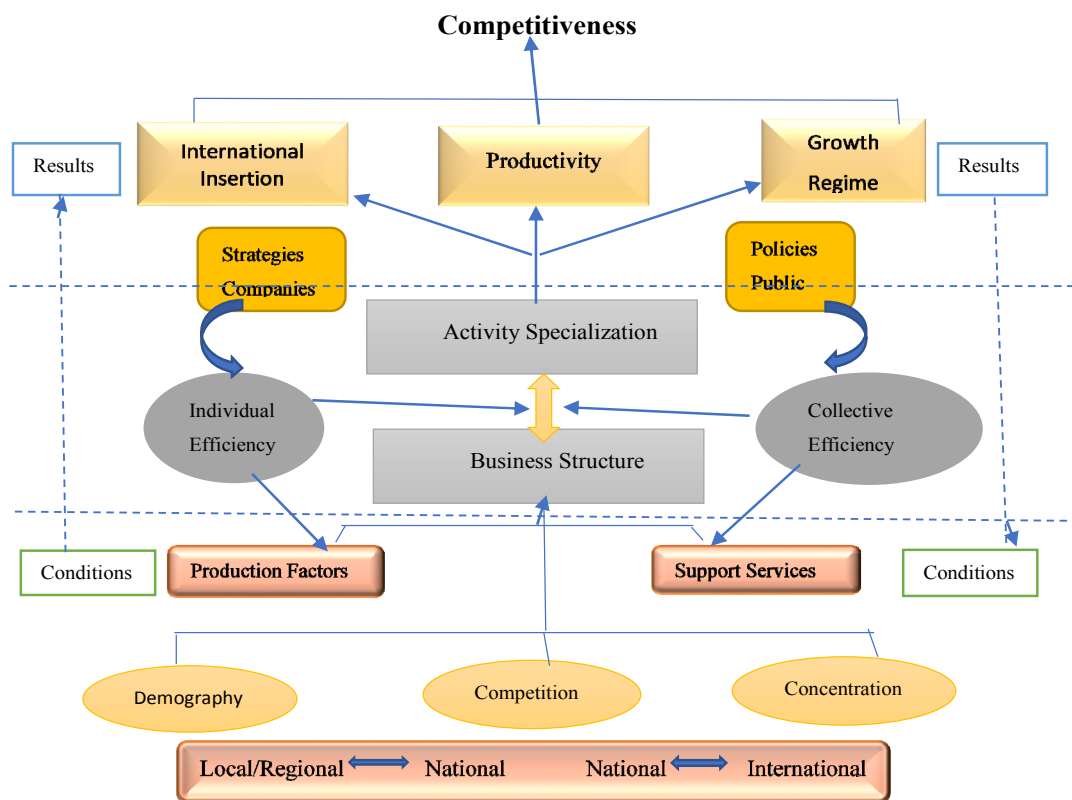 Competitiveness
International
Insertion
Productivity
Growth
Regime
Results
Results
Strategies
Companies
Policies
Public
Activity Specialization
Individual
Efficiency
Collective
Efficiency
Business Structure
Conditions
Production Factors
Support Services
Conditions
Demography
Competition
Concentration
Local/Regional National National International